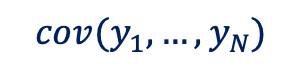 cov(y₁, …, y_N)